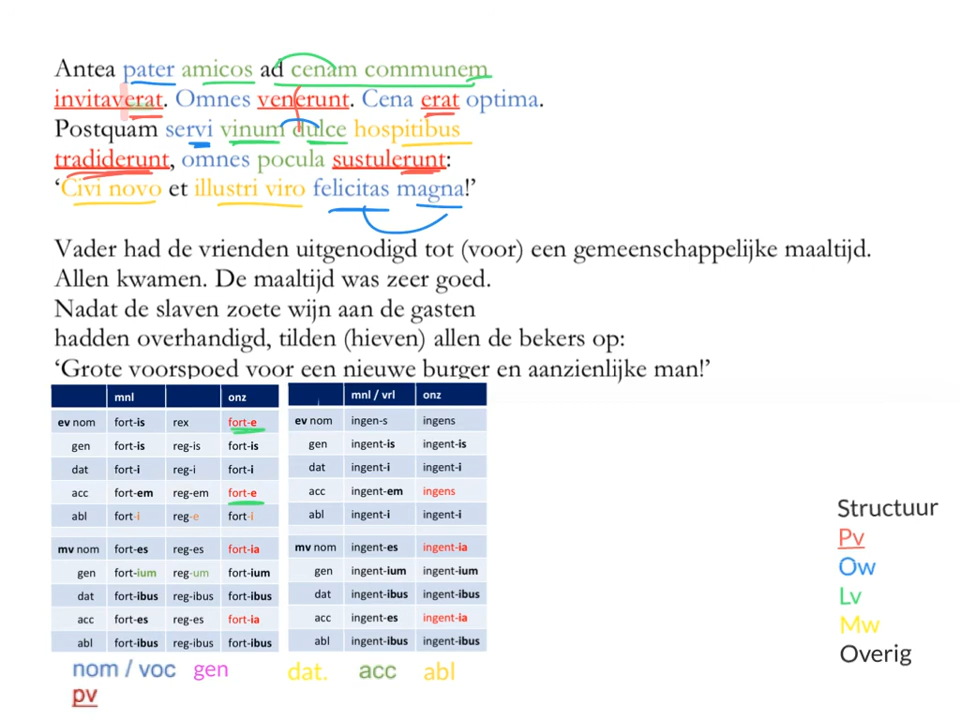 Antea pater amicos ad cenam communem
invitaverat. Omnes venerunt. Cena erat optima.
Postquam servi vinum dulce hospitibus
tradiderunt, omnes pocula sustulerunt:
‘Civi novo et illustri viro felicitas magna!’
Vader had de vrienden uitgenodigd tot (voor) een gemeenschappelijke maaltijd.
Allen kwamen. De maaltijd was zeer goed.
Nadat de slaven zoete wijn aan de gasten
hadden overhandigd, tilden (hieven) allen de bekers op:
‘Grote voorspoed voor een nieuwe burger en aanzienlijke man!’
mnl onz
ev nom fort-is rex fort-e
gen fort-is reg-is fort-is
dat fort-i reg-i fort-i
acc fort-em reg-em fort-e
abl fort-i reg-e fort-i
mv nom fort-es reg-es fort-ia
gen fort-ium reg-um fort-ium
dat fort-ibus reg-ibus fort-ibus
acc fort-es reg-es fort-ia
abl fort-ibus reg-ibus fort-ibus
mnl / vrl onz
ev nom ingen-s ingens
gen ingent-is ingent-is
dat ingent-i ingent-i
acc ingent-em ingens
abl ingent-i ingent-i
mv nom ingent-es ingent-ia
gen ingent-ium ingent-ium
dat ingent-ibus ingent-ibus
acc ingent-es ingent-ia
abl ingent-ibus ingent-ibus
nom / voc gen dat. acc abl
pv
Structuur
Pv
Ow
Lv
Mw
Overig